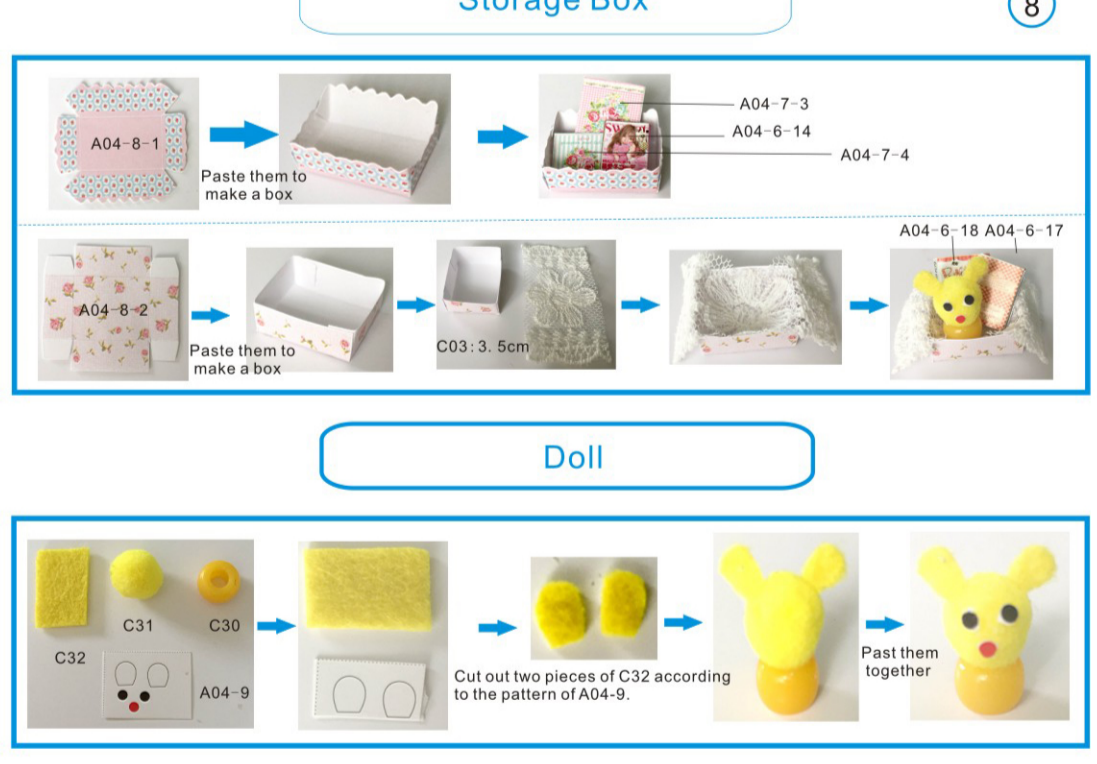 Storage Box
8
A04-8-1
Paste them to
make a box
A04-7-3
A04-6-14
A04-7-4
A04-8-2
Paste them to
make a box
C03:3. 5cm
A04-6-18 A04-6-17
Doll
C31
C30
C32
A04-9
Cut out two pieces of C32 according
to the pattern of A04-9.
Past them
together